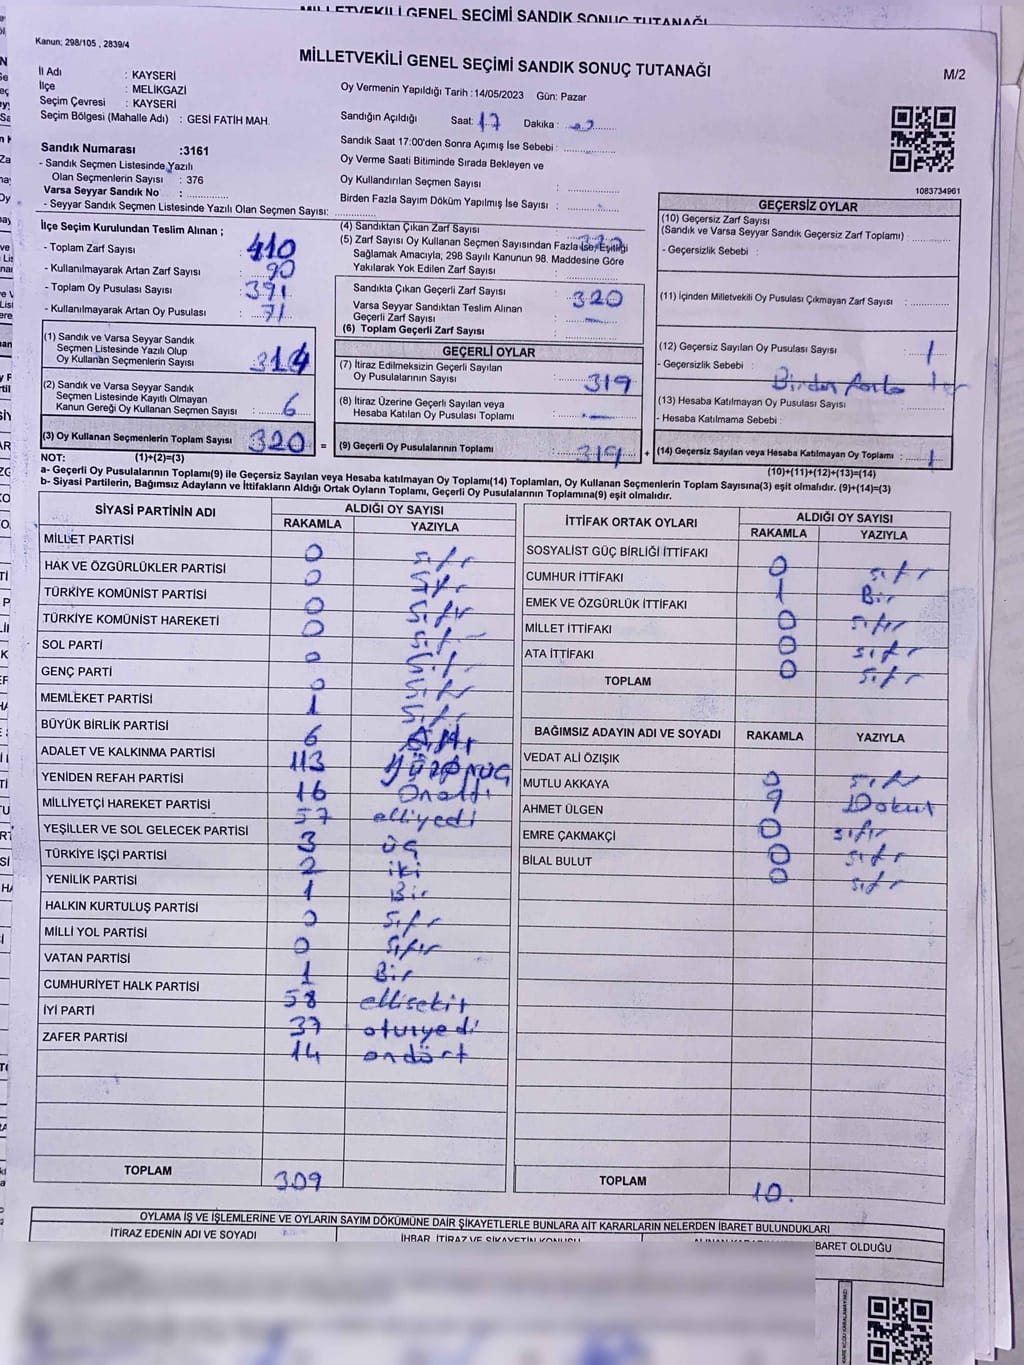 MİLLETVEKİLİ GENEL SEÇİMİ SANDIK SONUÇ TUTANAĞI
Kanun; 298/105 , 2839/4
MİLLETVEKİLİ GENEL SEÇİMİ SANDIK SONUÇ TUTANAĞI
M/2
İl Adı : KAYSERİ
İlçe : MELİKGAZİ
Seçim Çevresi : KAYSERİ
Seçim Bölgesi (Mahalle Adı) : GESİ FATİH MAH.
Sandık Numarası :3161
- Sandık Seçmen Listesinde Yazılı
Olan Seçmenlerin Sayısı : 376
Varsa Seyyar Sandık No :
- Seyyar Sandık Seçmen Listesinde Yazılı Olan Seçmen Sayısı:
Oy Vermenin Yapıldığı Tarih :14/05/2023 Gün: Pazar
Sandığın Açıldığı Saat: 17 Dakika :
Sandık Saat 17:00'den Sonra Açımış İse Sebebi :
Oy Verme Saati Bitiminde Sırada Bekleyen ve
Oy Kullandırılan Seçmen Sayısı :
Birden Fazla Sayım Döküm Yapılmış İse Sayısı :
1083734961
İlçe Seçim Kurulundan Teslim Alınan ;
- Toplam Zarf Sayısı : 410
- Kullanılmayarak Artan Zarf Sayısı : 90
- Toplam Oy Pusulası Sayısı : 391
- Kullanılmayarak Artan Oy Pusulası : 71
(1) Sandık ve Varsa Seyyar Sandık
Seçmen Listesinde Yazılı Olup
Oy Kullanan Seçmenlerin Sayısı : 314
(2) Sandık ve Varsa Seyyar Sandık
Seçmen Listesinde Kayıtlı Olmayan
Kanun Gereği Oy Kullanan Seçmen Sayısı : 6
(3) Oy Kullanan Seçmenlerin Toplam Sayısı : 320
(4) Sandıktan Çıkan Zarf Sayısı : 320
(5) Zarf Sayısı Oy Kullanan Seçmen Sayısından Fazla İse, Eşitliği
Sağlamak Amacıyla, 298 Sayılı Kanunun 98. Maddesine Göre
Yakılarak Yok Edilen Zarf Sayısı :
Sandıkta Çıkan Geçerli Zarf Sayısı : 320
Varsa Seyyar Sandıktan Teslim Alınan
Geçerli Zarf Sayısı : —
(6) Toplam Geçerli Zarf Sayısı :
GEÇERLİ OYLAR
(7) İtiraz Edilmeksizin Geçerli Sayılan
Oy Pusulalarının Sayısı : 319
(8) İtiraz Üzerine Geçerli Sayılan veya
Hesaba Katılan Oy Pusulası Toplamı : —
= (9) Geçerli Oy Pusulalarının Toplamı : 319
GEÇERSİZ OYLAR
(10) Geçersiz Zarf Sayısı
(Sandık ve Varsa Seyyar Sandık Geçersiz Zarf Toplamı) :
- Geçersizlik Sebebi :
(11) İçinden Milletvekili Oy Pusulası Çıkmayan Zarf Sayısı :
(12) Geçersiz Sayılan Oy Pusulası Sayısı : 1
- Geçersizlik Sebebi : Birden fazla
(13) Hesaba Katılmayan Oy Pusulası Sayısı :
- Hesaba Katılmama Sebebi :
+ (14) Geçersiz Sayılan veya Hesaba Katılmayan Oy Toplamı : 1
NOT: (1)+(2)=(3)
(10)+(11)+(12)+(13)=(14)
a- Geçerli Oy Pusulalarının Toplamı(9) ile Geçersiz Sayılan veya Hesaba Katılmayan Oy Toplamı(14) Toplamları, Oy Kullanan Seçmenlerin Toplam Sayısına(3) eşit olmalıdır. (9)+(14)=(3)
b- Siyasi Partilerin, Bağımsız Adayların ve İttifakların Aldığı Ortak Oyların Toplamı, Geçerli Oy Pusulalarının Toplamına(9) eşit olmalıdır.
SİYASİ PARTİNİN ADI ALDIĞI OY SAYISI
RAKAMLA YAZIYLA
MİLLET PARTİSİ 0 sıfır
HAK VE ÖZGÜRLÜKLER PARTİSİ 0 sıfır
TÜRKİYE KOMÜNİST PARTİSİ 0 sıfır
TÜRKİYE KOMÜNİST HAREKETİ 0 sıfır
SOL PARTİ 0 sıfır
GENÇ PARTİ 0 sıfır
MEMLEKET PARTİSİ 1 sıfır
BÜYÜK BİRLİK PARTİSİ 6
ADALET VE KALKINMA PARTİSİ 113
YENİDEN REFAH PARTİSİ 16 Onaltı
MİLLİYETÇİ HAREKET PARTİSİ 57 elliyedi
YEŞİLLER VE SOL GELECEK PARTİSİ 3 üç
TÜRKİYE İŞÇİ PARTİSİ 2 iki
YENİLİK PARTİSİ 1 Bir
HALKIN KURTULUŞ PARTİSİ 0 sıfır
MİLLİ YOL PARTİSİ 0 sıfır
VATAN PARTİSİ 1 Bir
CUMHURİYET HALK PARTİSİ 58 ellisekiz
İYİ PARTİ 37 otuzyedi
ZAFER PARTİSİ 14 ondört
TOPLAM 309
İTTİFAK ORTAK OYLARI ALDIĞI OY SAYISI
RAKAMLA YAZIYLA
SOSYALİST GÜÇ BİRLİĞİ İTTİFAKI 0 sıfır
CUMHUR İTTİFAKI 1 Bir
EMEK VE ÖZGÜRLÜK İTTİFAKI 0 sıfır
MİLLET İTTİFAKI 0 sıfır
ATA İTTİFAKI 0 sıfır
TOPLAM
BAĞIMSIZ ADAYIN ADI VE SOYADI RAKAMLA YAZIYLA
VEDAT ALİ ÖZIŞIK 0 sıfır
MUTLU AKKAYA 9 Dokuz
AHMET ÜLGEN 0 sıfır
EMRE ÇAKMAKÇİ 0 sıfır
BİLAL BULUT 0 sıfır
TOPLAM 10.
OYLAMA İŞ VE İŞLEMLERİNE VE OYLARIN SAYIM DÖKÜMÜNE DAİR ŞİKAYETLERLE BUNLARA AİT KARARLARIN NELERDEN İBARET BULUNDUKLARI
İTİRAZ EDENİN ADI VE SOYADI
İHBAR, İTİRAZ VE ŞİKAYETİN KONUSU
BARET OLDUĞU